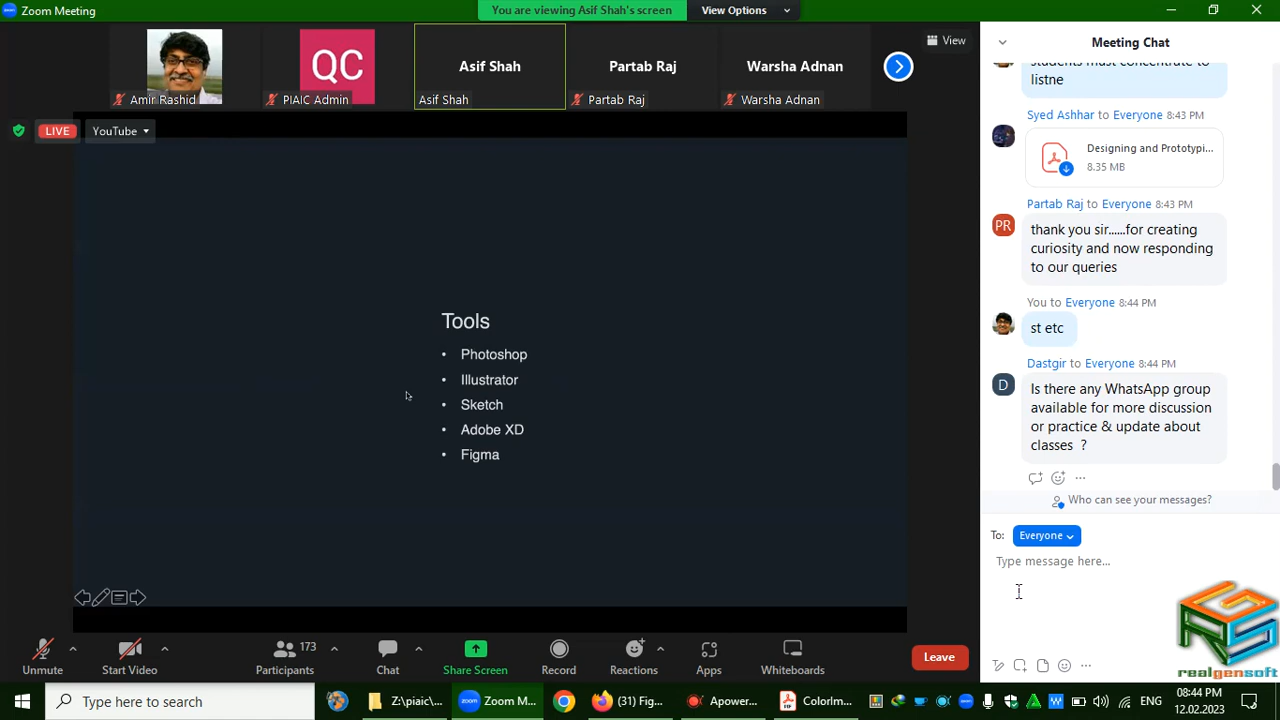 Zoom Meeting
You are viewing Asif Shah's screen
View Options
View
QC
Asif Shah
Partab Raj
Warsha Adnan
Amir Rashid
PIAIC Admin
Asif Shah
Partab Raj
Warsha Adnan
LIVE
YouTube
Tools
• Photoshop
• Illustrator
• Sketch
• Adobe XD
• Figma
Meeting Chat
students must concentrate to
listne
Syed Ashhar to Everyone 8:43 PM
Designing and Prototypi...
8.35 MB
Partab Raj to Everyone 8:43 PM
PR
thank you sir......for creating
curiosity and now responding
to our queries
You to Everyone 8:44 PM
st etc
Dastgir to Everyone 8:44 PM
D
Is there any WhatsApp group
available for more discussion
or practice & update about
classes ?
Who can see your messages?
To: Everyone
Type message here...
realgensoft
Unmute
Start Video
173
Participants
Chat
Share Screen
Record
Reactions
Apps
Whiteboards
Leave
Type here to search
Z:\piaic\...
zoom
Zoom M...
(31) Fig...
Apower...
ColorIm...
ENG
08:44 PM
12.02.2023